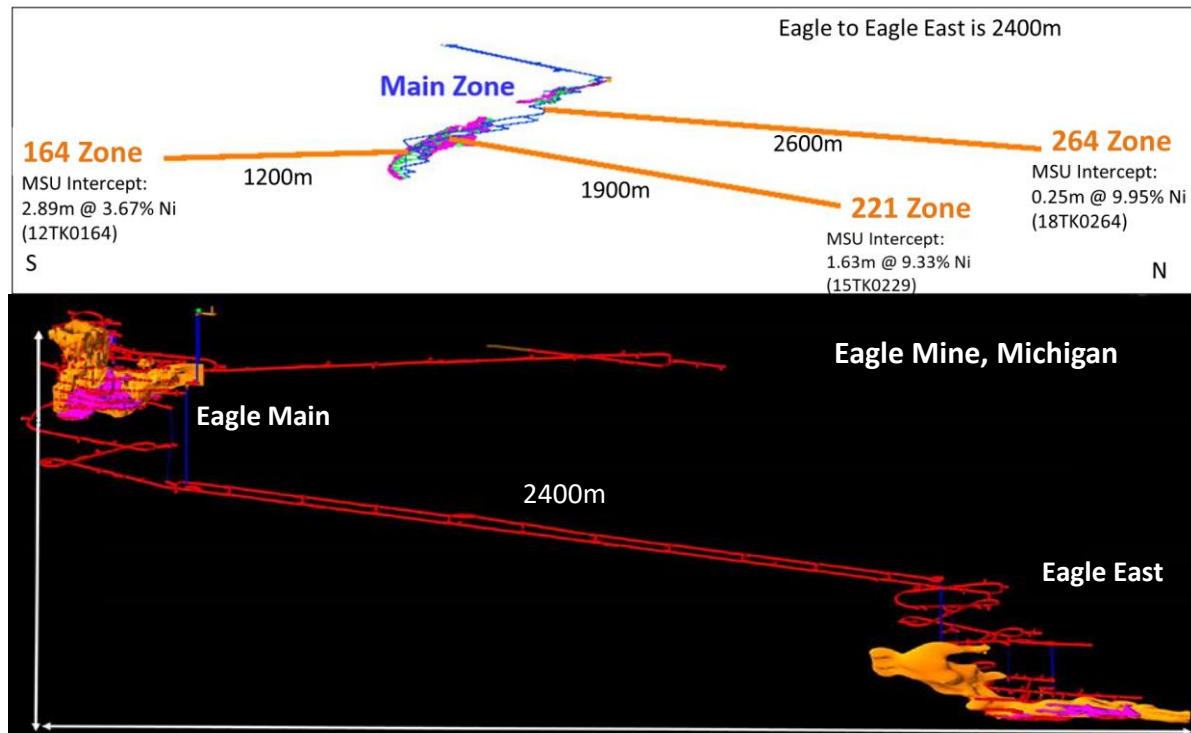 Eagle to Eagle East is 2400m
Main Zone
164 Zone
MSU Intercept:
2.89m @ 3.67% Ni
(12TK0164)
1200m
2600m
264 Zone
MSU Intercept:
0.25m @ 9.95% Ni
(18TK0264)
1900m
221 Zone
MSU Intercept:
1.63m @ 9.33% Ni
(15TK0229)
S
N
Eagle Mine, Michigan
Eagle Main
2400m
Eagle East